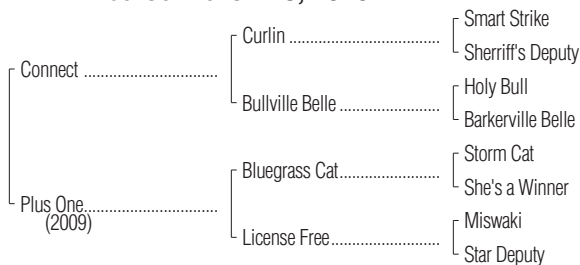 Smart Strike
Curlin ....................................
Sherriff's Deputy
Connect ...................................
Holy Bull
Bullville Belle ...........................
Barkerville Belle
Storm Cat
Bluegrass Cat..........................
She's a Winner
Plus One...................................
(2009)
Miswaki
License Free............................
Star Deputy